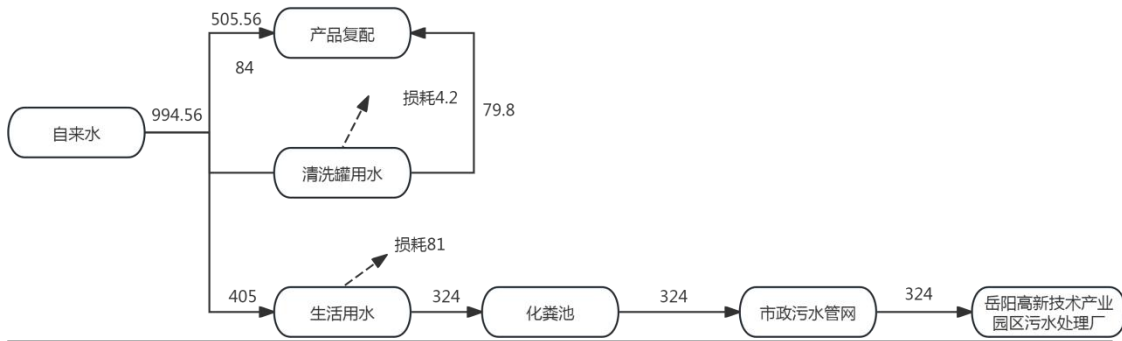 505.56
产品复配
84
损耗4.2
79.8
994.56
自来水
清洗罐用水
损耗81
405
生活用水
324
化粪池
324
市政污水管网
324
岳阳高新技术产业
园区污水处理厂